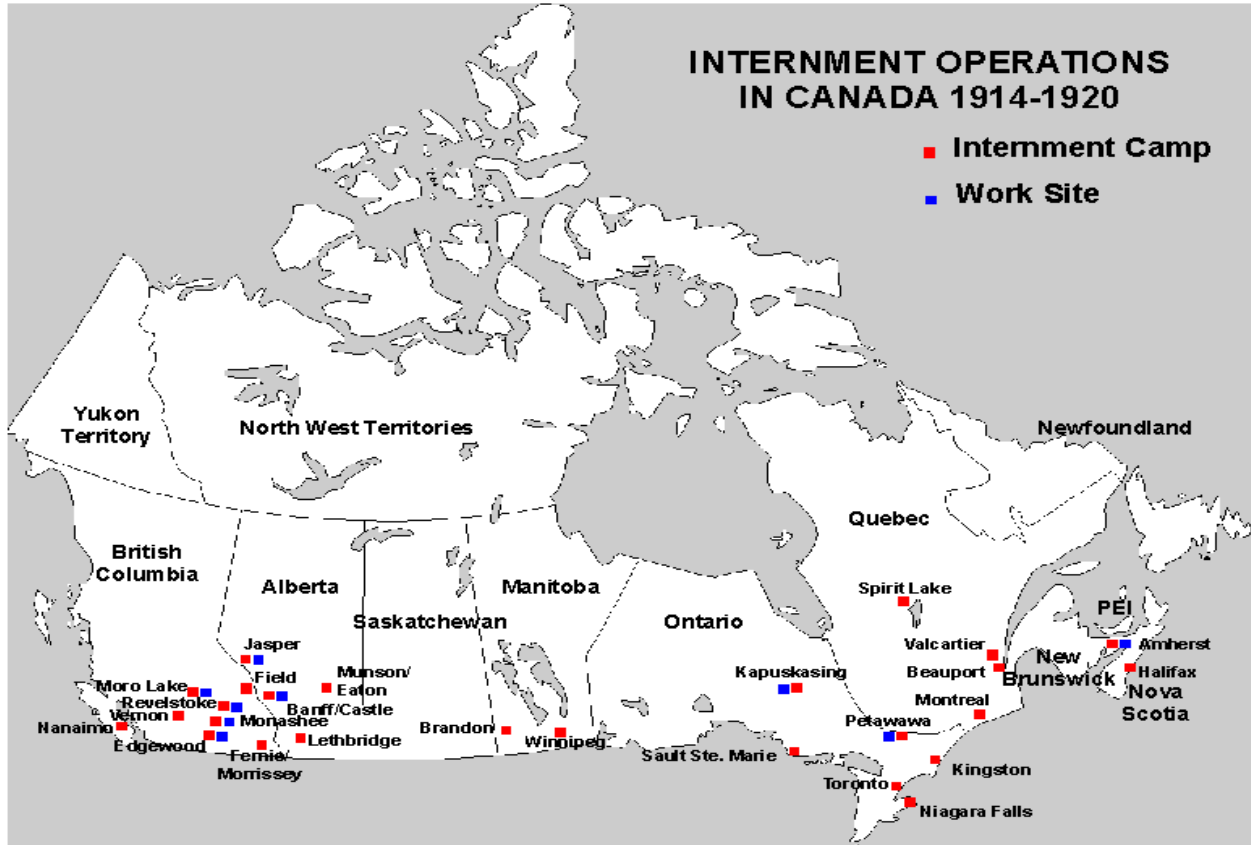 INTERNMENT OPERATIONS
IN CANADA 1914-1920
Internment Camp
Work Site
Yukon
Territory
North West Territories
Newfoundland
British
Columbia
Alberta
Saskatchewan
Manitoba
Ontario
Quebec
PEI
New
Brunswick
Nova
Scotia
Spirit Lake
Valcartier
Beauport
Montreal
Amherst
Halifax
Jasper
Field
Munson/
Eaton
Banff/Castle
Moro Lake
Revelstoke
Vernon
Monashee
Nanaimo
Edgewood
Fernie/
Morrissey
Lethbridge
Brandon
Winnipeg
Kapuskasing
Petawawa
Sault Ste. Marie
Kingston
Toronto
Niagara Falls